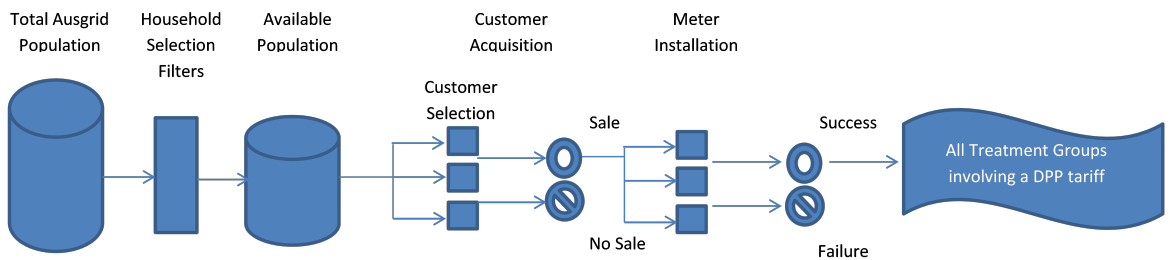 Total Ausgrid
Population
Household
Selection
Filters
Available
Population
Customer
Acquisition
Customer
Selection
Sale
No Sale
Meter
Installation
Success
Failure
All Treatment Groups
involving a DPP tariff